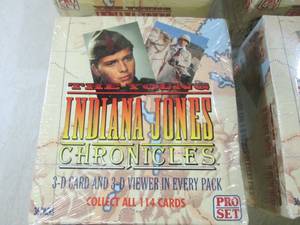 THE YOUNG
INDIANA JONES
CHRONICLES
3-D CARD AND 3-D VIEWER IN EVERY PACK
COLLECT ALL 114 CARDS
PRO
SET